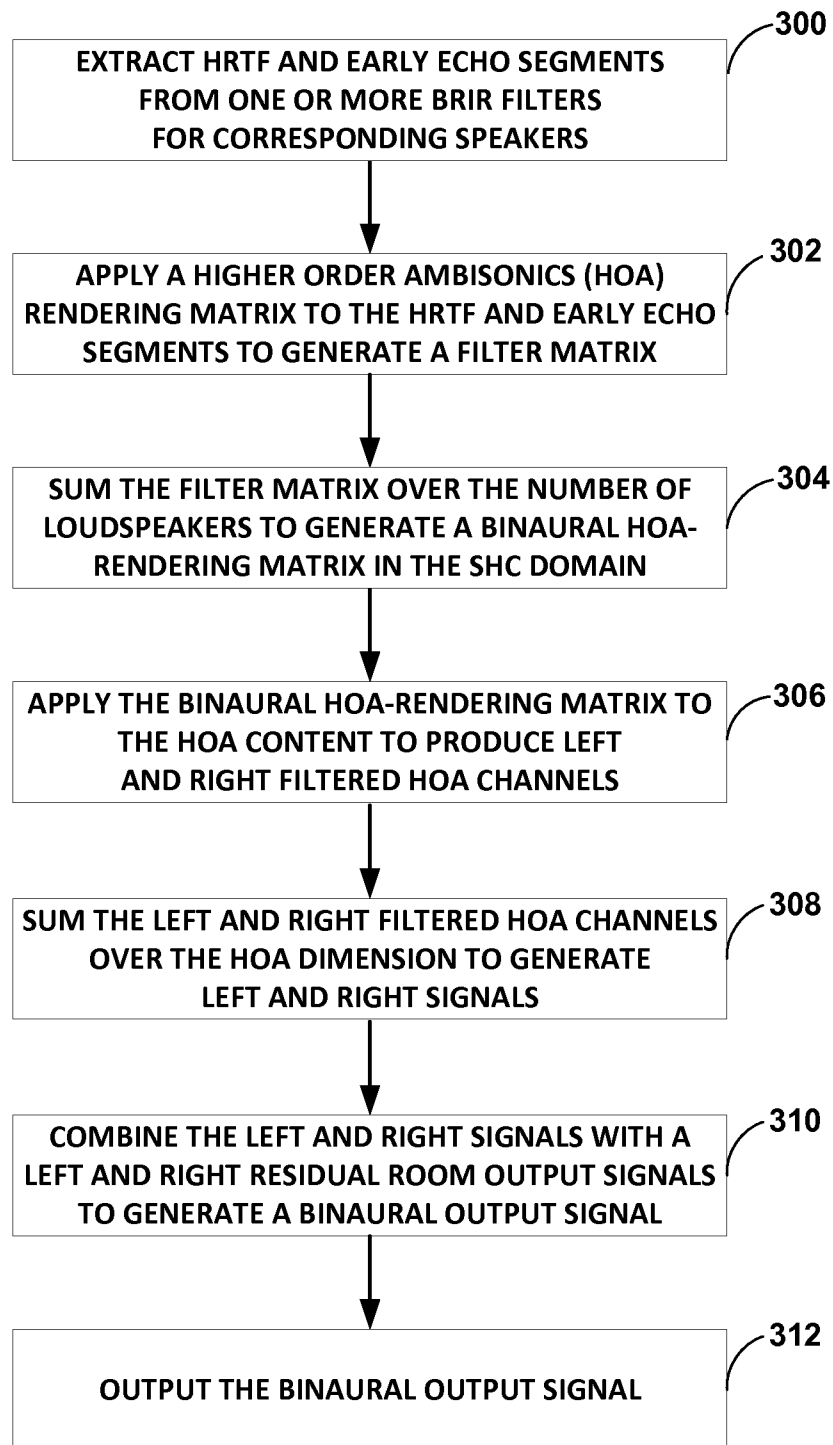 300
EXTRACT HRTF AND EARLY ECHO SEGMENTS
FROM ONE OR MORE BRIR FILTERS
FOR CORRESPONDING SPEAKERS
302
APPLY A HIGHER ORDER AMBISONICS (HOA)
RENDERING MATRIX TO THE HRTF AND EARLY ECHO
SEGMENTS TO GENERATE A FILTER MATRIX
304
SUM THE FILTER MATRIX OVER THE NUMBER OF
LOUDSPEAKERS TO GENERATE A BINAURAL HOA-
RENDERING MATRIX IN THE SHC DOMAIN
306
APPLY THE BINAURAL HOA-RENDERING MATRIX TO
THE HOA CONTENT TO PRODUCE LEFT
AND RIGHT FILTERED HOA CHANNELS
308
SUM THE LEFT AND RIGHT FILTERED HOA CHANNELS
OVER THE HOA DIMENSION TO GENERATE
LEFT AND RIGHT SIGNALS
310
COMBINE THE LEFT AND RIGHT SIGNALS WITH A
LEFT AND RIGHT RESIDUAL ROOM OUTPUT SIGNALS
TO GENERATE A BINAURAL OUTPUT SIGNAL
312
OUTPUT THE BINAURAL OUTPUT SIGNAL